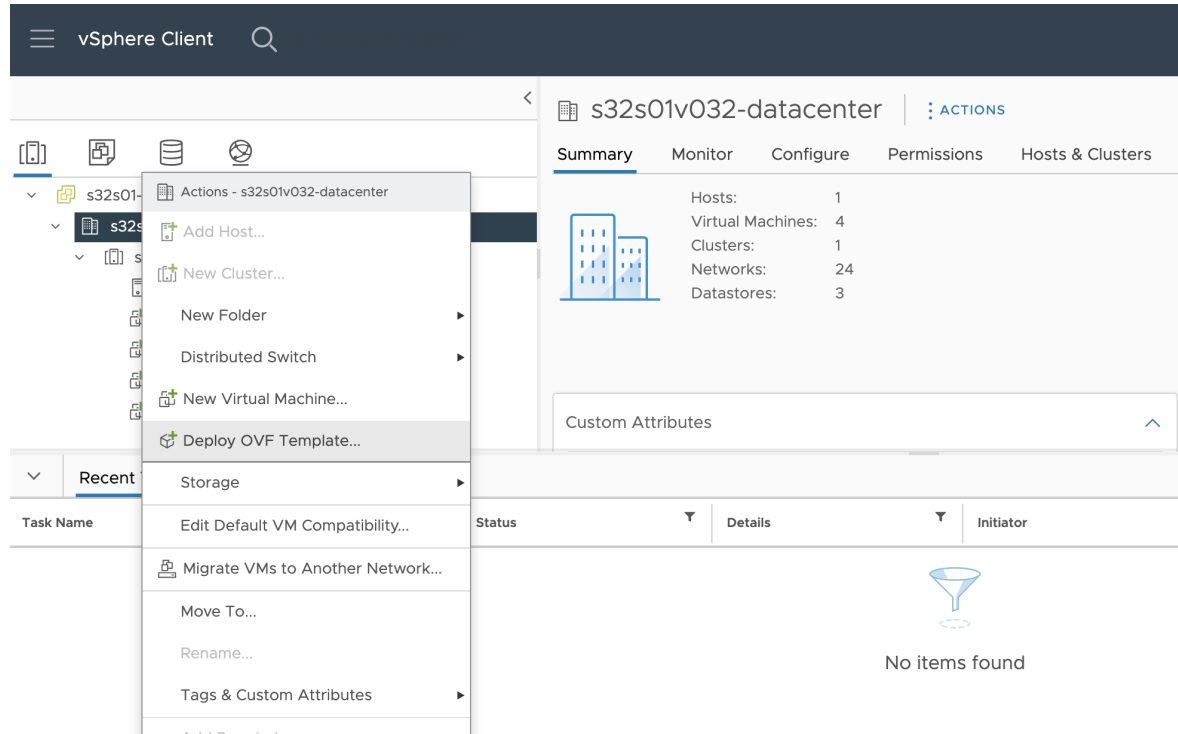 vSphere Client
s32s01v032-datacenter
ACTIONS
Summary Monitor Configure Permissions Hosts & Clusters
s32s01-
s32s
s
Actions - s32s01v032-datacenter
Add Host...
New Cluster...
New Folder
Distributed Switch
New Virtual Machine...
Deploy OVF Template...
Storage
Edit Default VM Compatibility...
Migrate VMs to Another Network...
Move To...
Rename...
Tags & Custom Attributes
Hosts: 1
Virtual Machines: 4
Clusters: 1
Networks: 24
Datastores: 3
Custom Attributes
Recent
Task Name Status Details Initiator
No items found